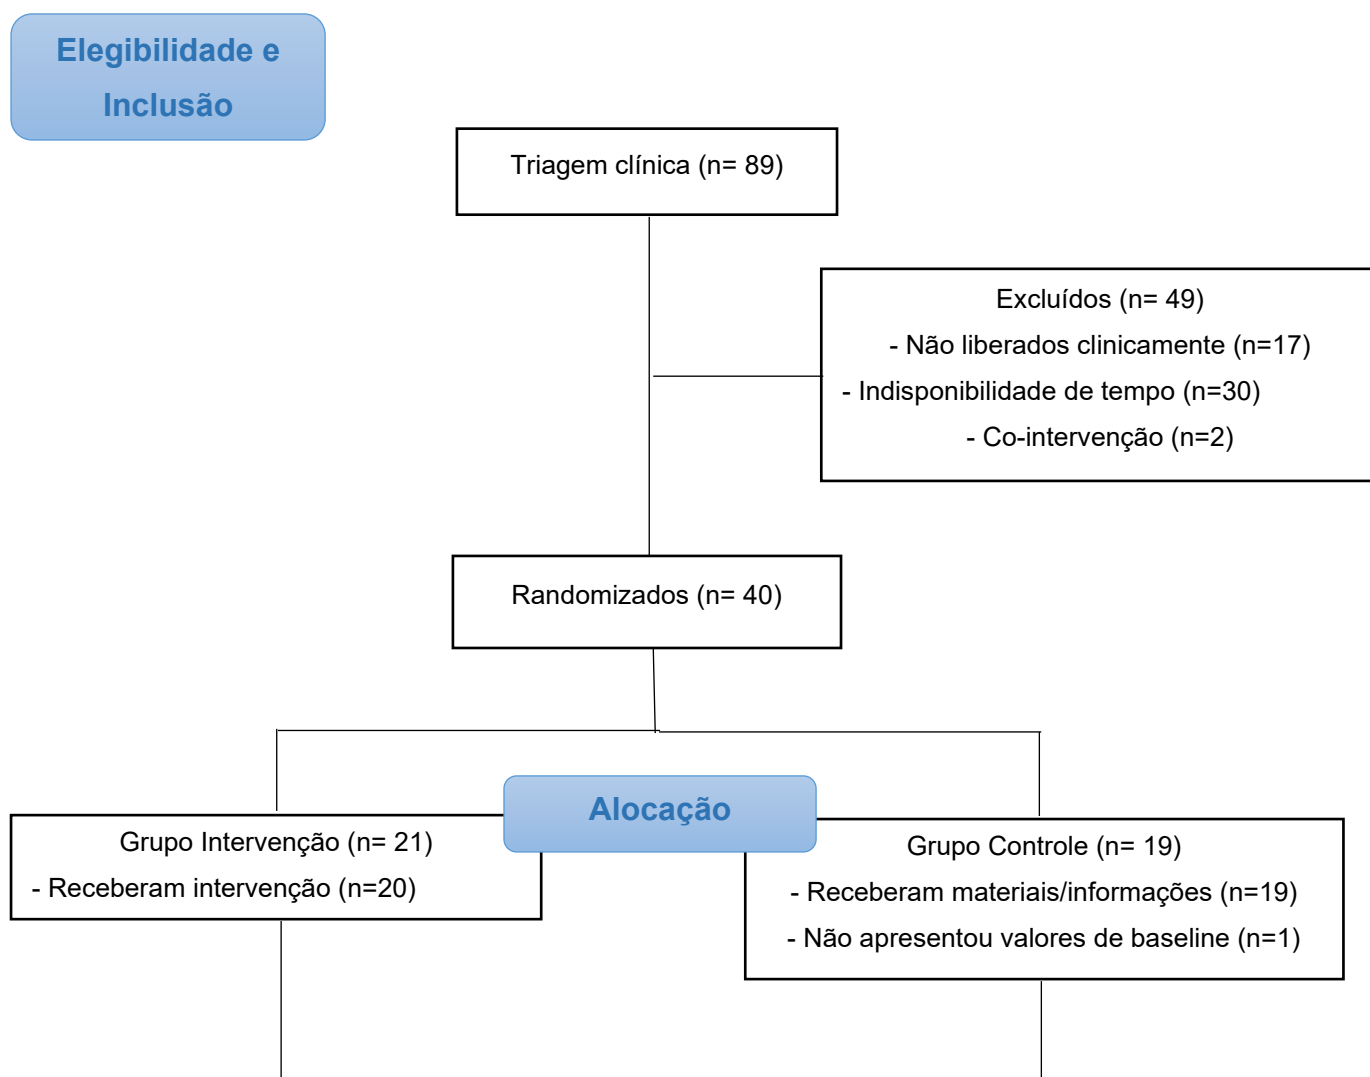 Elegibilidade e
Inclusão
Triagem clínica (n= 89)
Excluídos (n= 49)
- Não liberados clinicamente (n=17)
- Indisponibilidade de tempo (n=30)
- Co-intervenção (n=2)
Randomizados (n= 40)
Alocação
Grupo Intervenção (n= 21)
- Receberam intervenção (n=20)
Grupo Controle (n= 19)
- Receberam materiais/informações (n=19)
- Não apresentou valores de baseline (n=1)